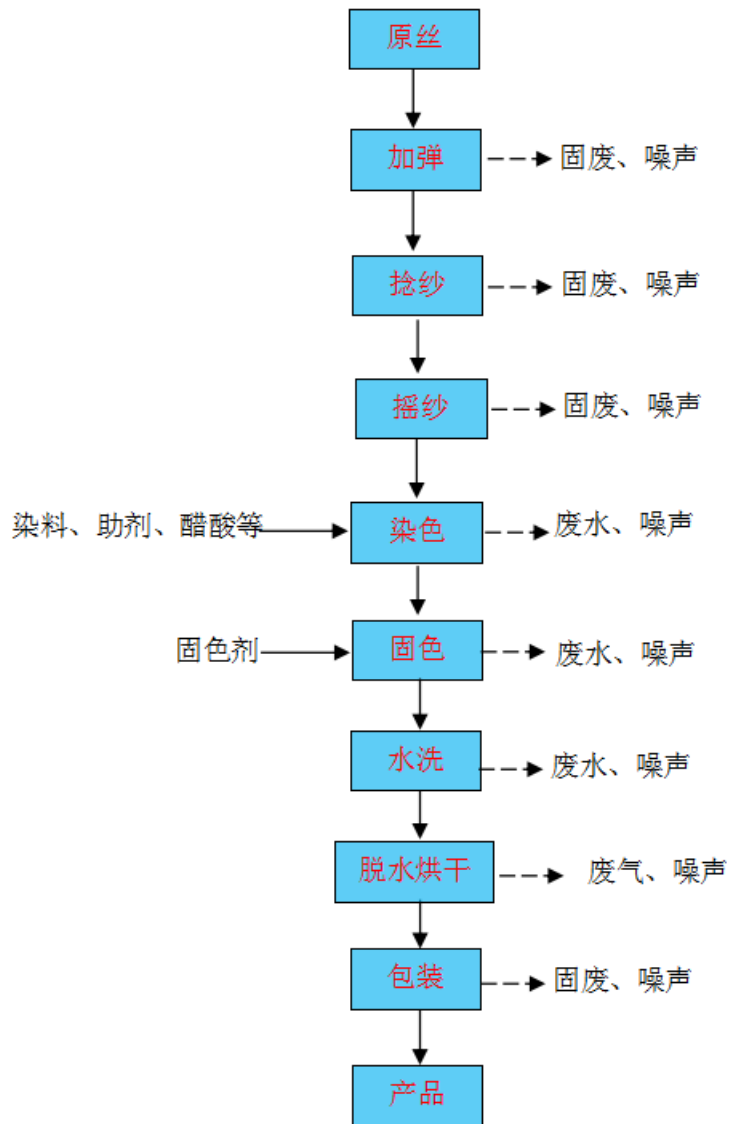 原丝
加弹
固废、噪声
捻纱
固废、噪声
摇纱
固废、噪声
染料、助剂、醋酸等
染色
废水、噪声
固色剂
固色
废水、噪声
水洗
废水、噪声
脱水烘干
废气、噪声
包装
固废、噪声
产品